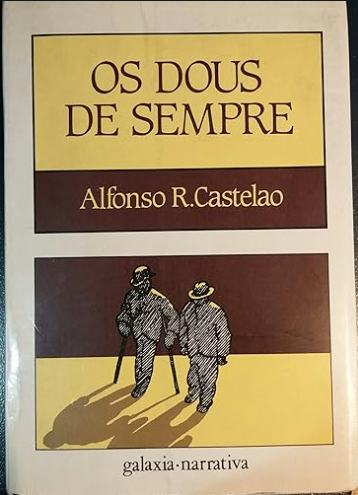 OS DOUS
DE SEMPRE
Alfonso R.Castelao
galaxia·narrativa